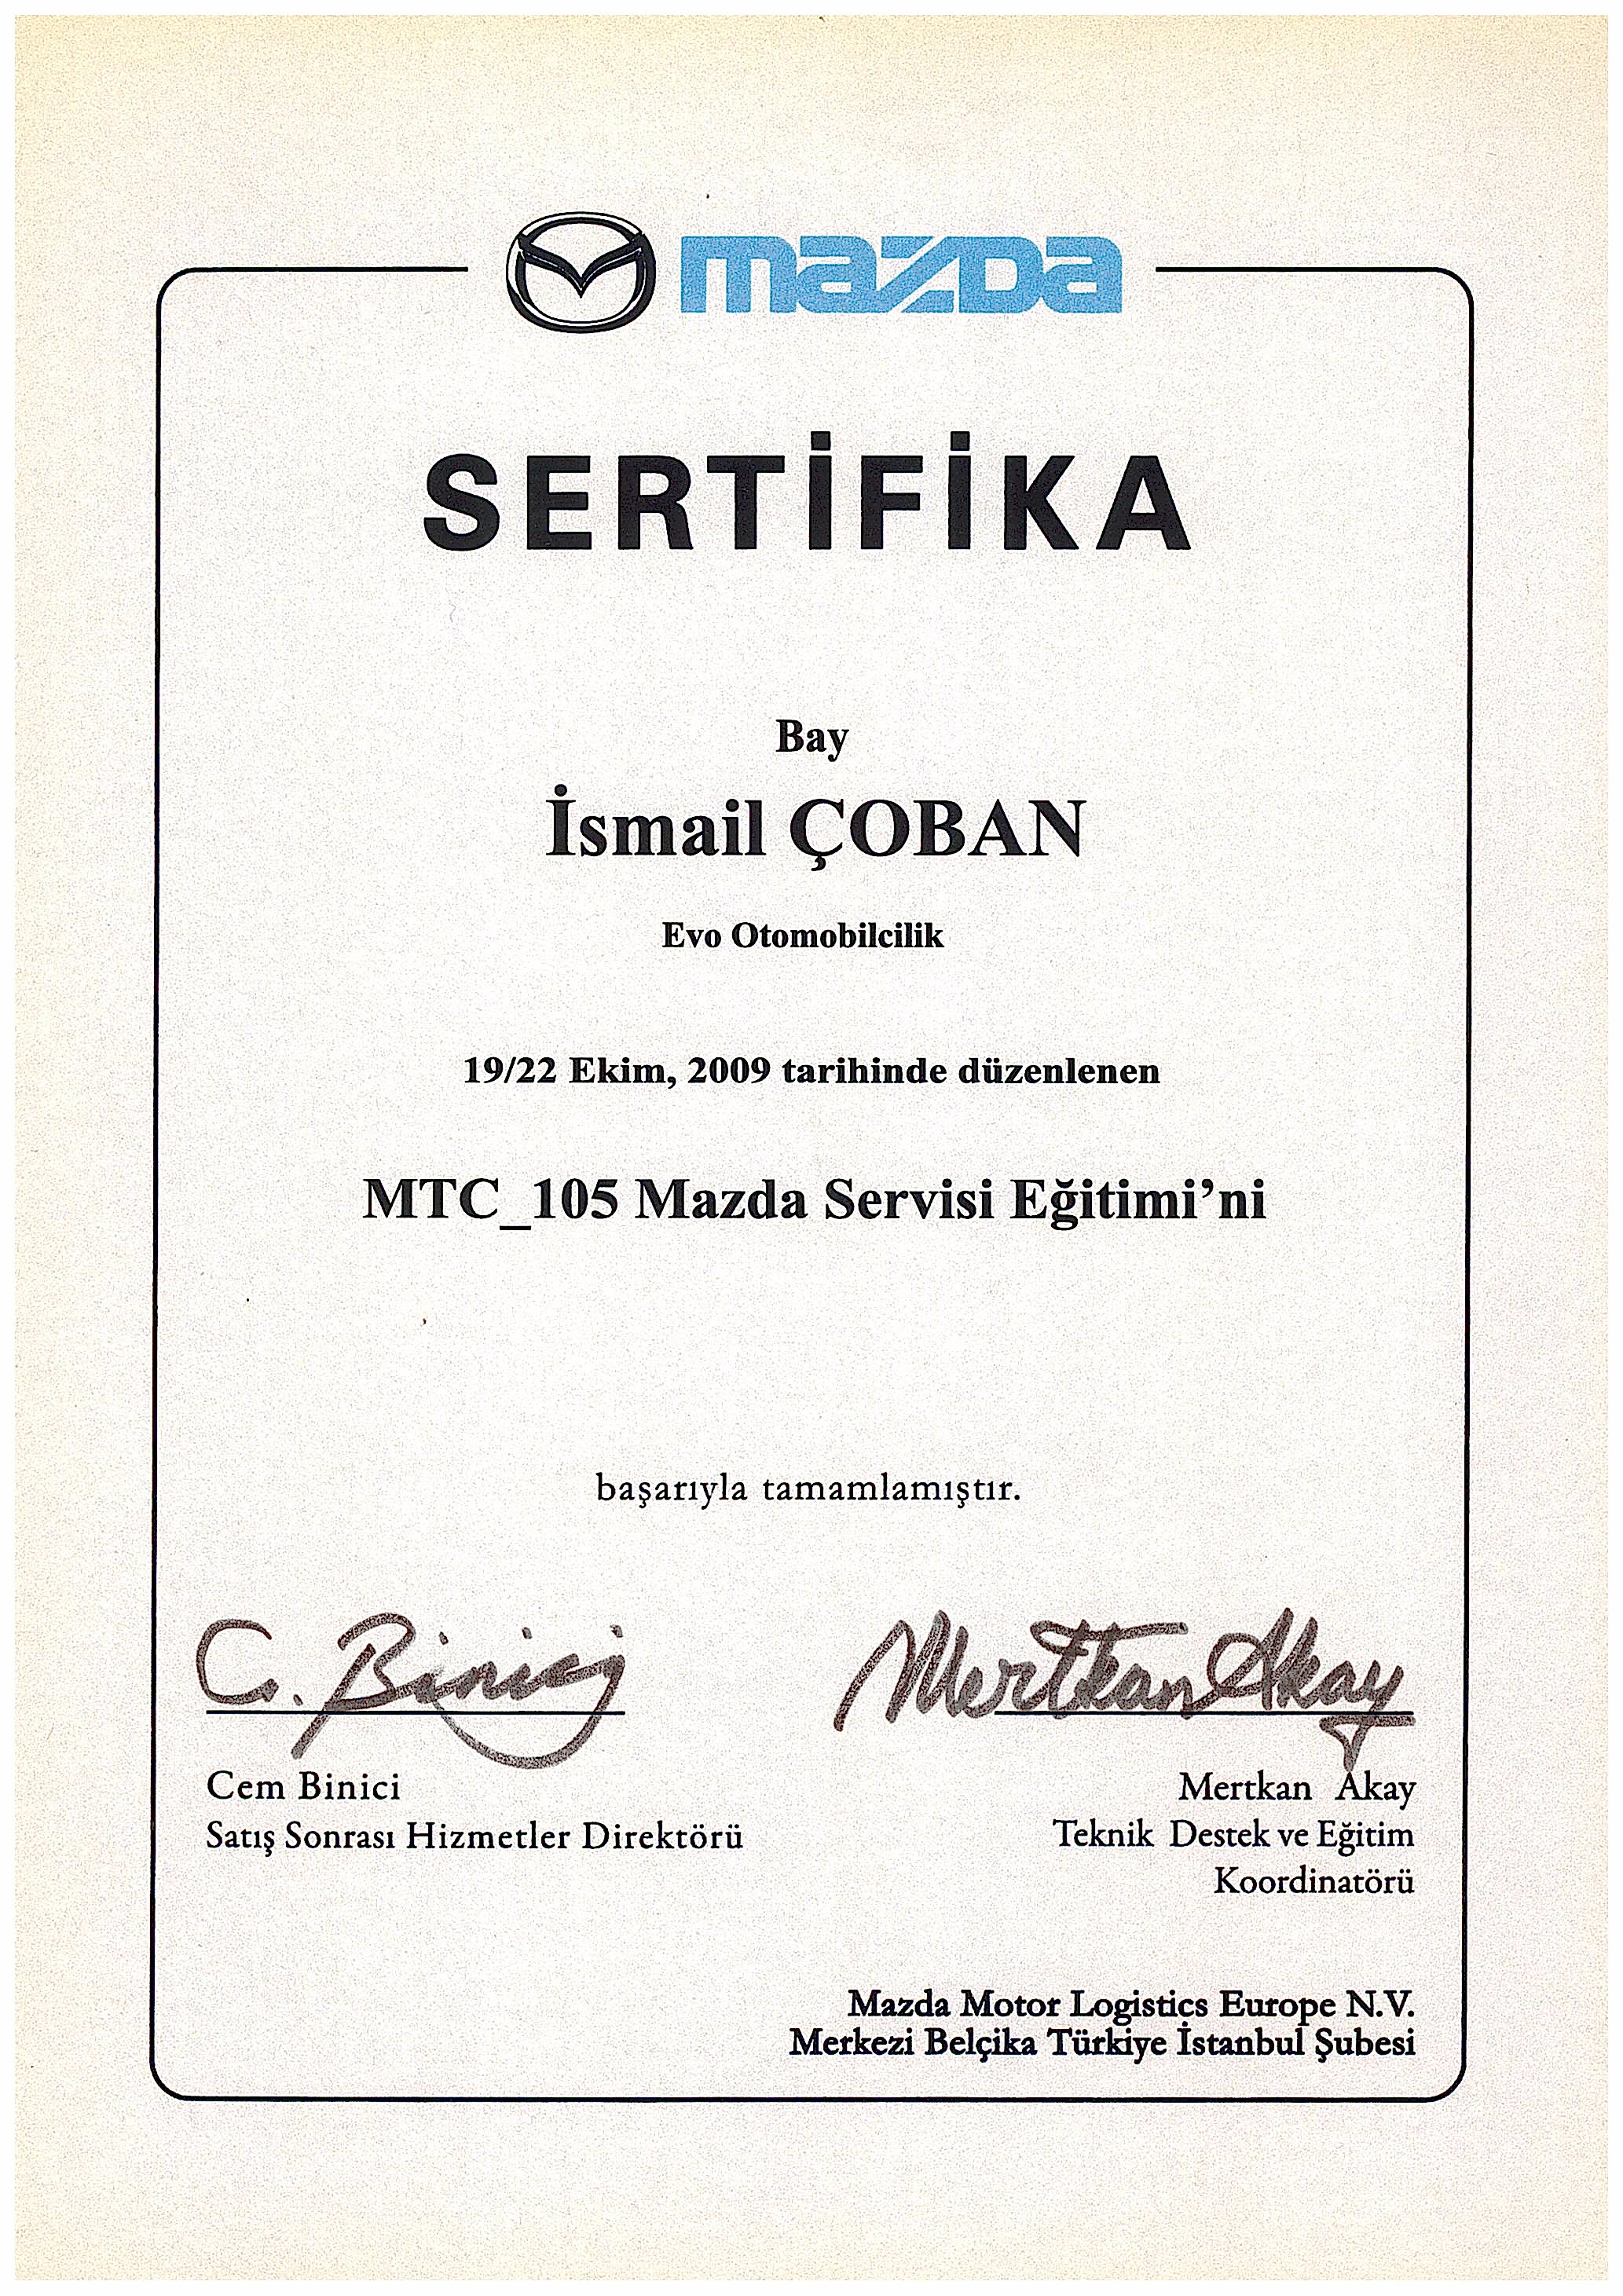 mazda
SERTİFİKA
Bay
İsmail ÇOBAN
Evo Otomobilcilik
19/22 Ekim, 2009 tarihinde düzenlenen
MTC_105 Mazda Servisi Eğitimi’ni
başarıyla tamamlamıştır.
C. Binici
Mertkan Akay
Cem Binici
Satış Sonrası Hizmetler Direktörü
Mertkan Akay
Teknik Destek ve Eğitim
Koordinatörü
Mazda Motor Logistics Europe N.V.
Merkezi Belçika Türkiye İstanbul Şubesi